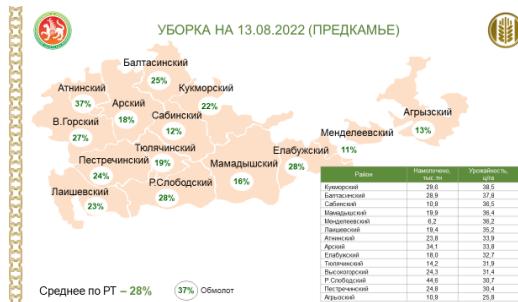 УБОРКА НА 13.08.2022 (ПРЕДКАМЬЕ)
Балтасинский
25%
Кукморский
22%
Атнинский
37%
Арский
18%
Сабинский
12%
В.Горский
27%
Тюлячинский
19%
Пестречинский
24%
Мамадышский
16%
Р.Слободский
28%
Лаишевский
23%
Елабужский
28%
Менделеевский
11%
Агрызский
13%
Район Намолочено, тыс. тн Урожайность, ц/га
Кукморский 29,6 38,5
Балтасинский 28,9 37,8
Сабинский 10,8 36,5
Мамадышский 19,9 36,4
Менделеевский 6,2 36,2
Лаишевский 19,4 35,2
Атнинский 23,8 33,9
Арский 34,1 33,8
Елабужский 18,0 32,7
Тюлячинский 14,2 31,9
Высокогорский 24,3 31,4
Р.Слободский 44,6 30,7
Пестречинский 24,8 30,4
Агрызский 10,9 25,8
Среднее по РТ – 28%
37% Обмолот